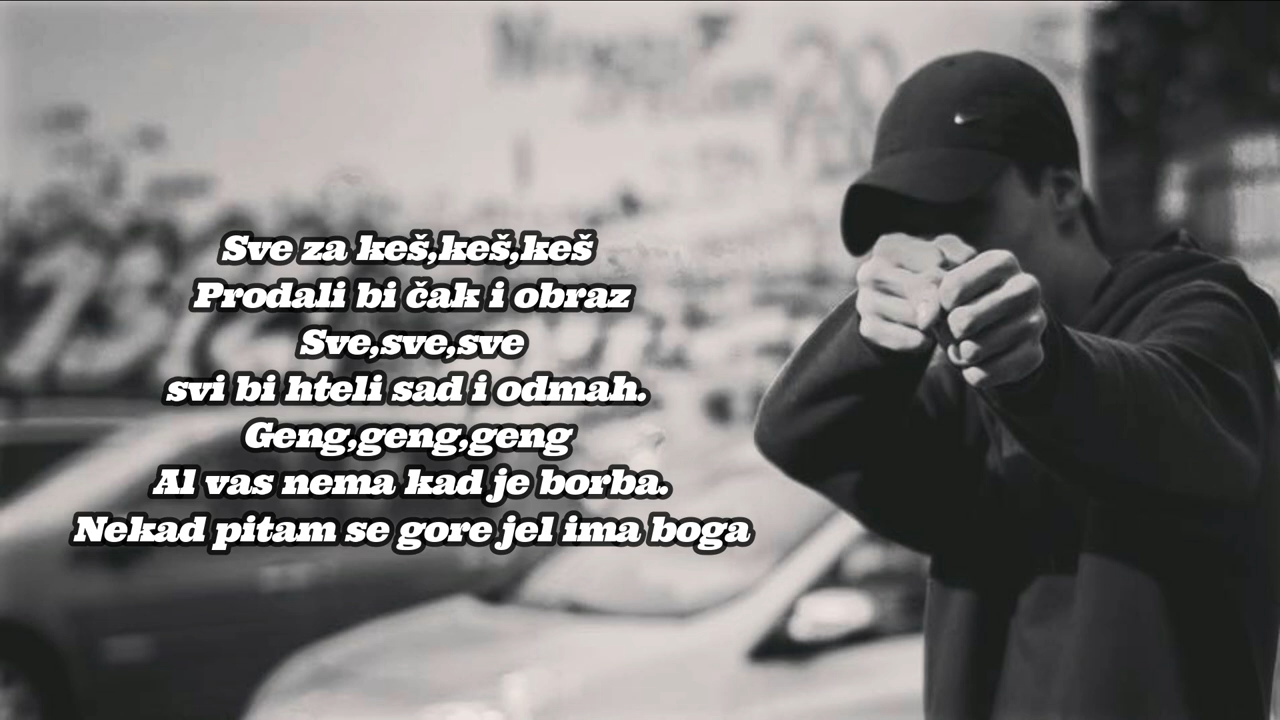 Sve za keš,keš,keš
Prodali bi čak i obraz
Sve,sve,sve
svi bi hteli sad i odmah.
Geng,geng,geng
Al vas nema kad je borba.
Nekad pitam se gore jel ima boga